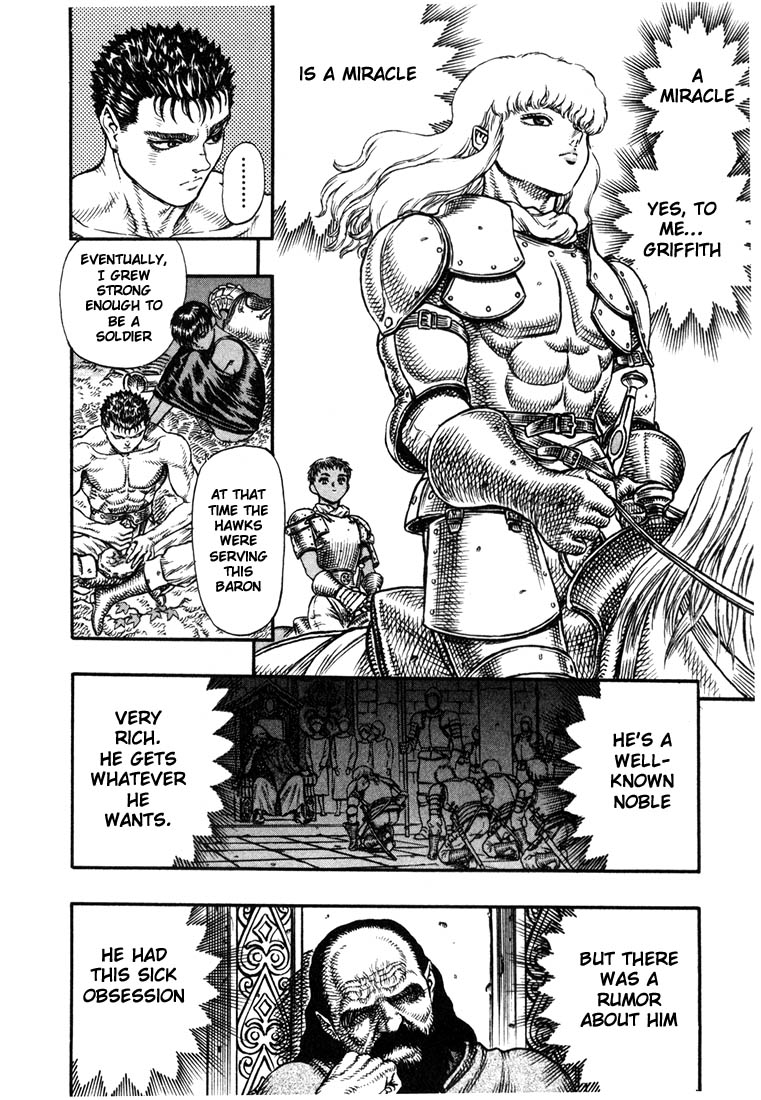 A
MIRACLE
YES, TO
ME...
GRIFFITH
IS A MIRACLE
........
EVENTUALLY,
I GREW
STRONG
ENOUGH TO
BE A
SOLDIER
AT THAT
TIME THE
HAWKS
WERE
SERVING
THIS
BARON
HE'S A
WELL-
KNOWN
NOBLE
VERY
RICH.
HE GETS
WHATEVER
HE
WANTS.
BUT THERE
WAS A
RUMOR
ABOUT HIM
HE HAD
THIS SICK
OBSESSION